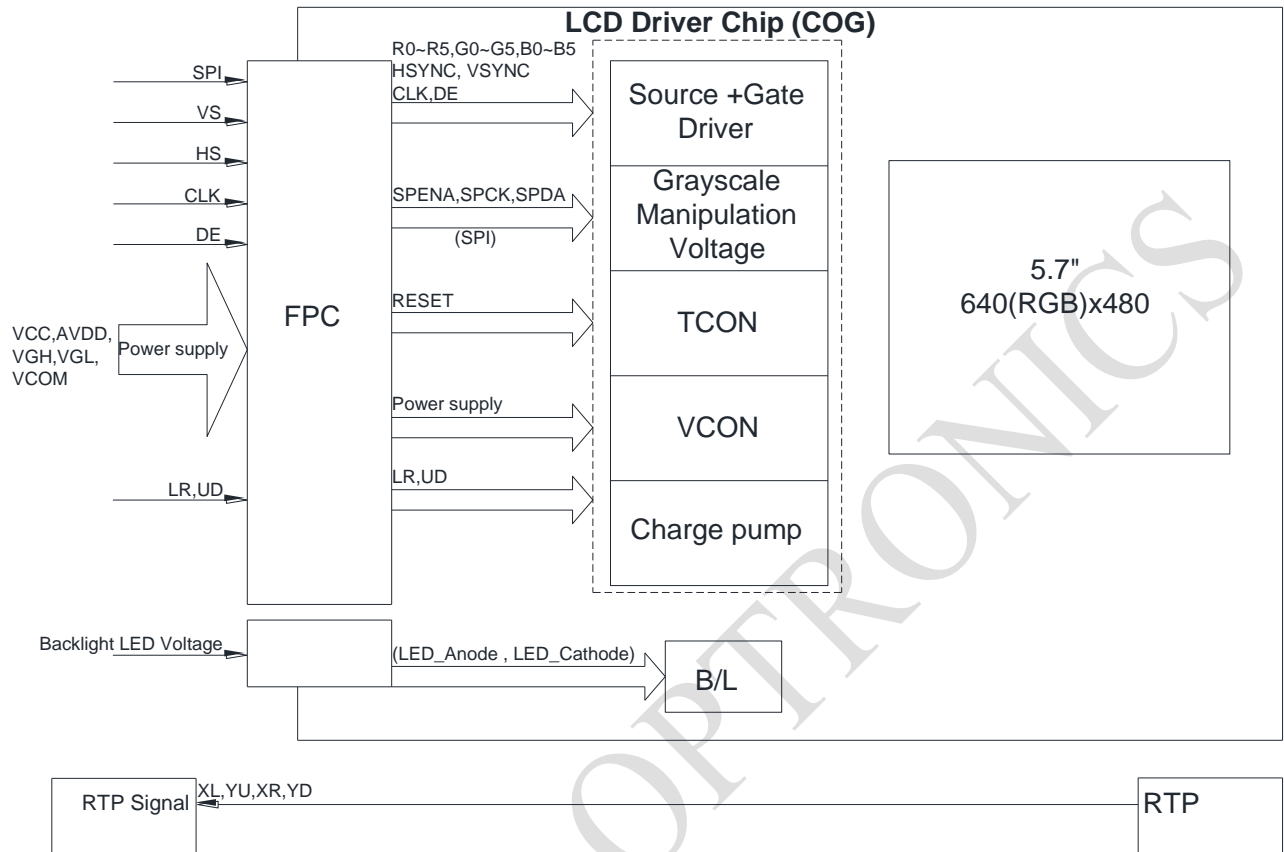 LCD Driver Chip (COG)
R0~R5,G0~G5,B0~B5
HSYNC, VSYNC
CLK,DE
SPI
VS
HS
CLK
DE
VCC,AVDD,
VGH,VGL,
VCOM
Power supply
LR,UD
FPC
SPENA,SPCK,SPDA
(SPI)
RESET
Power supply
LR,UD
Source +Gate
Driver
Grayscale
Manipulation
Voltage
TCON
VCON
Charge pump
5.7"
640(RGB)x480
Backlight LED Voltage
(LED_Anode , LED_Cathode)
B/L
RTP Signal
XL,YU,XR,YD
RTP
OPTRONICS